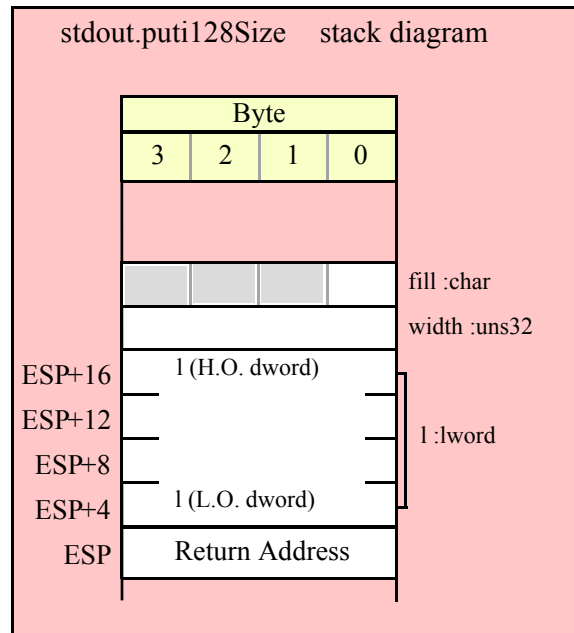 stdout.puti128Size stack diagram
Byte
3 2 1 0
fill :char
width :uns32
ESP+16 l (H.O. dword)
ESP+12
l :lword
ESP+8
ESP+4 l (L.O. dword)
ESP Return Address